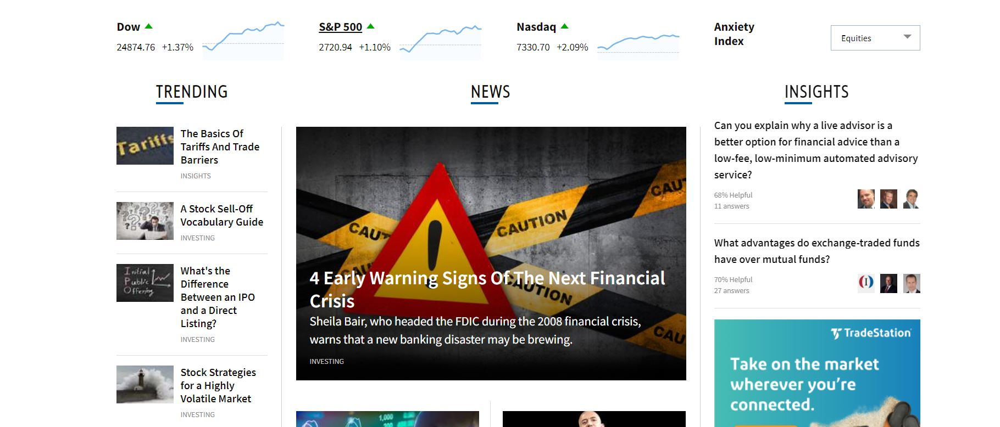 Dow
24874.76 +1.37%
S&P 500
2720.94 +1.10%
Nasdaq
7330.70 +2.09%
Anxiety
Index
Equities
TRENDING
Tariffs
The Basics Of
Tariffs And Trade
Barriers
INSIGHTS
A Stock Sell-Off
Vocabulary Guide
INVESTING
Initial
Public
Offering
What's the
Difference
Between an IPO
and a Direct
Listing?
INVESTING
Stock Strategies
for a Highly
Volatile Market
INVESTING
NEWS
CAUT
CAUTION
CAUT
CAU
CAUTION
CAU
4 Early Warning Signs Of The Next Financial
Crisis
Sheila Bair, who headed the FDIC during the 2008 financial crisis,
warns that a new banking disaster may be brewing.
INVESTING
1,000
INSIGHTS
Can you explain why a live advisor is a
better option for financial advice than a
low-fee, low-minimum automated advisory
service?
68% Helpful
11 answers
What advantages do exchange-traded funds
have over mutual funds?
70% Helpful
27 answers
TradeStation
Take on the market
wherever you're
connected.